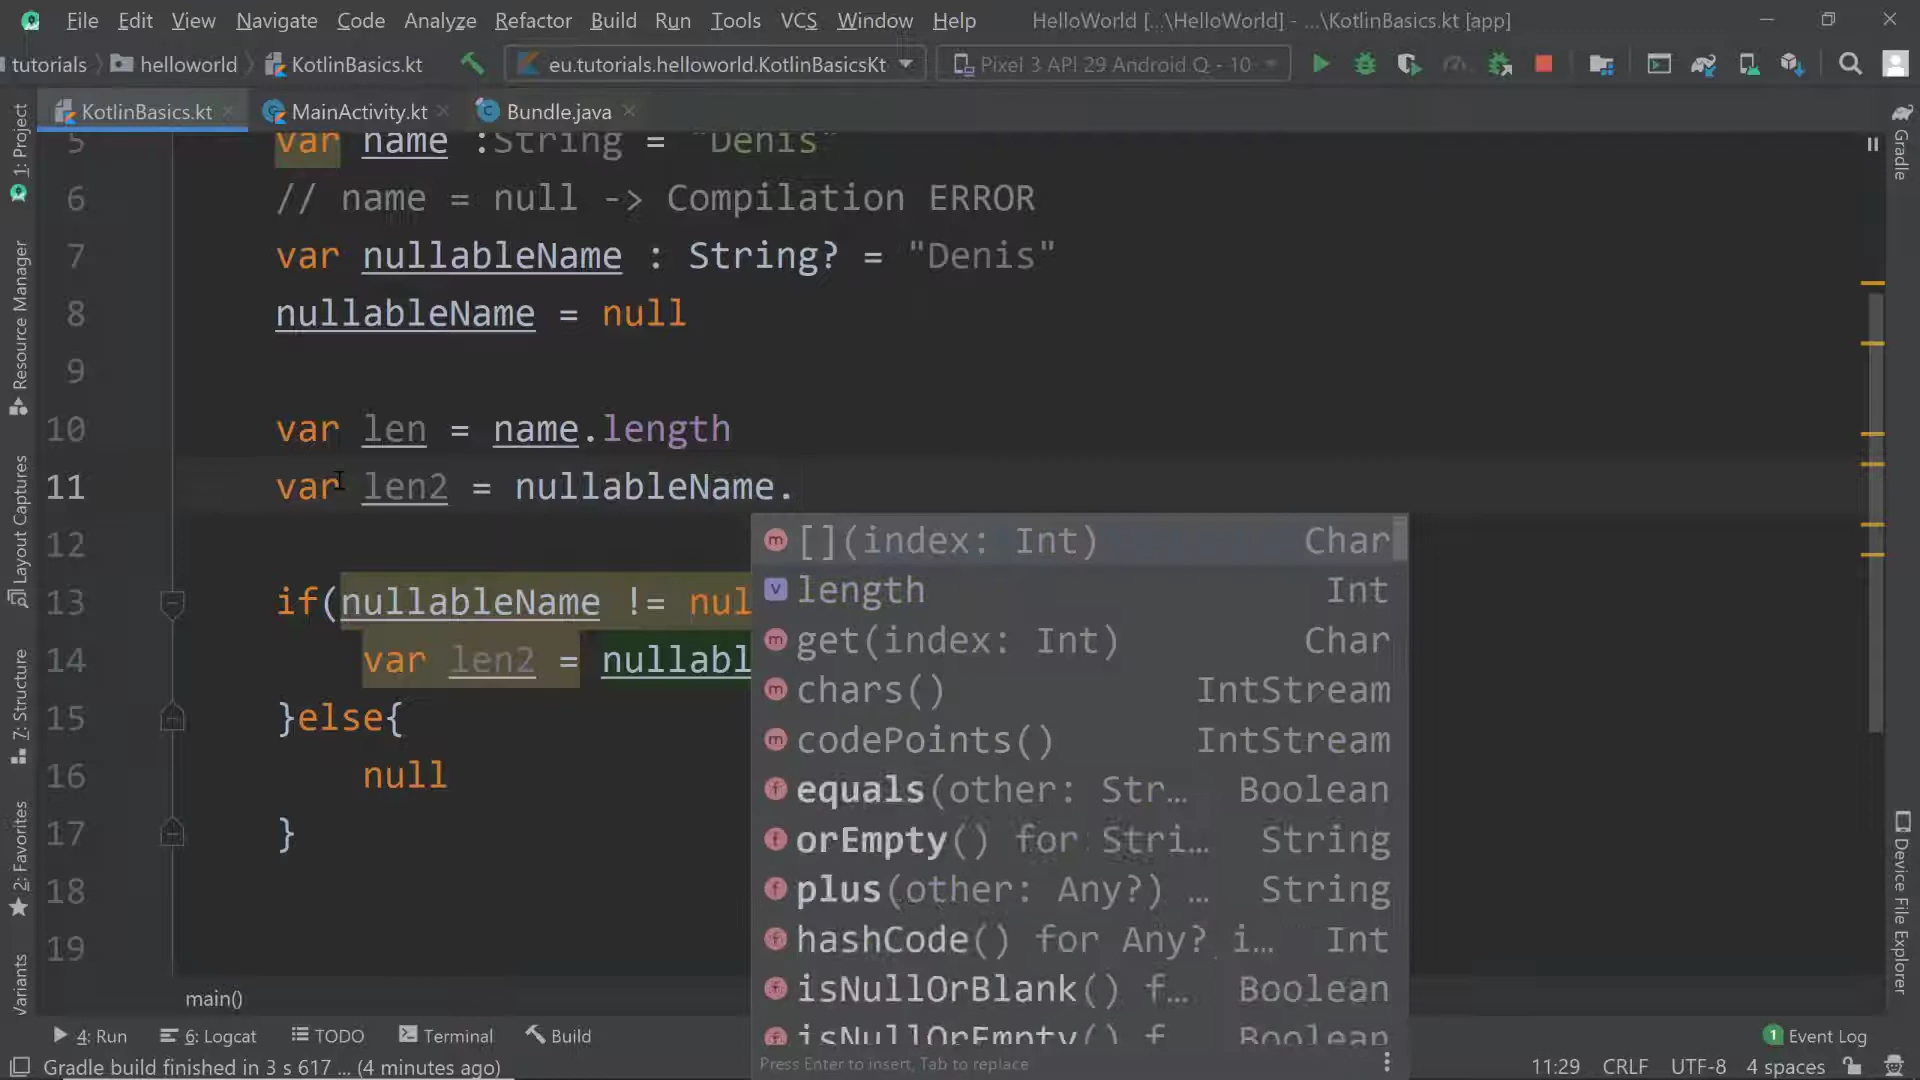 File Edit View Navigate Code Analyze Refactor Build Run Tools VCS Window Help HelloWorld [...\HelloWorld] - ...\KotlinBasics.kt [app]
tutorials helloworld KotlinBasics.kt eu.tutorials.helloworld.KotlinBasicsKt Pixel 3 API 29 Android Q - 10
KotlinBasics.kt MainActivity.kt Bundle.java
1: Project
Resource Manager
Layout Captures
7: Structure
2: Favorites
Variants
5 var name :String = "Denis"
6 // name = null -> Compilation ERROR
7 var nullableName : String? = "Denis"
8 nullableName = null
9
10 var len = name.length
11 var len2 = nullableName.
12
13 if(nullableName != nul
14 var len2 = nullabl
15 }else{
16 null
17 }
18
19
[](index: Int) Char
length Int
get(index: Int) Char
chars() IntStream
codePoints() IntStream
equals(other: Str... Boolean
orEmpty() for Stri... String
plus(other: Any?) ... String
hashCode() for Any? i... Int
isNullOrBlank() f... Boolean
isNullOrEmpty() f Boolean
Press Enter to insert, Tab to replace
Gradle
Device File Explorer
main()
4: Run 6: Logcat TODO Terminal Build 1 Event Log
Gradle build finished in 3 s 617 ... (4 minutes ago) 11:29 CRLF UTF-8 4 spaces